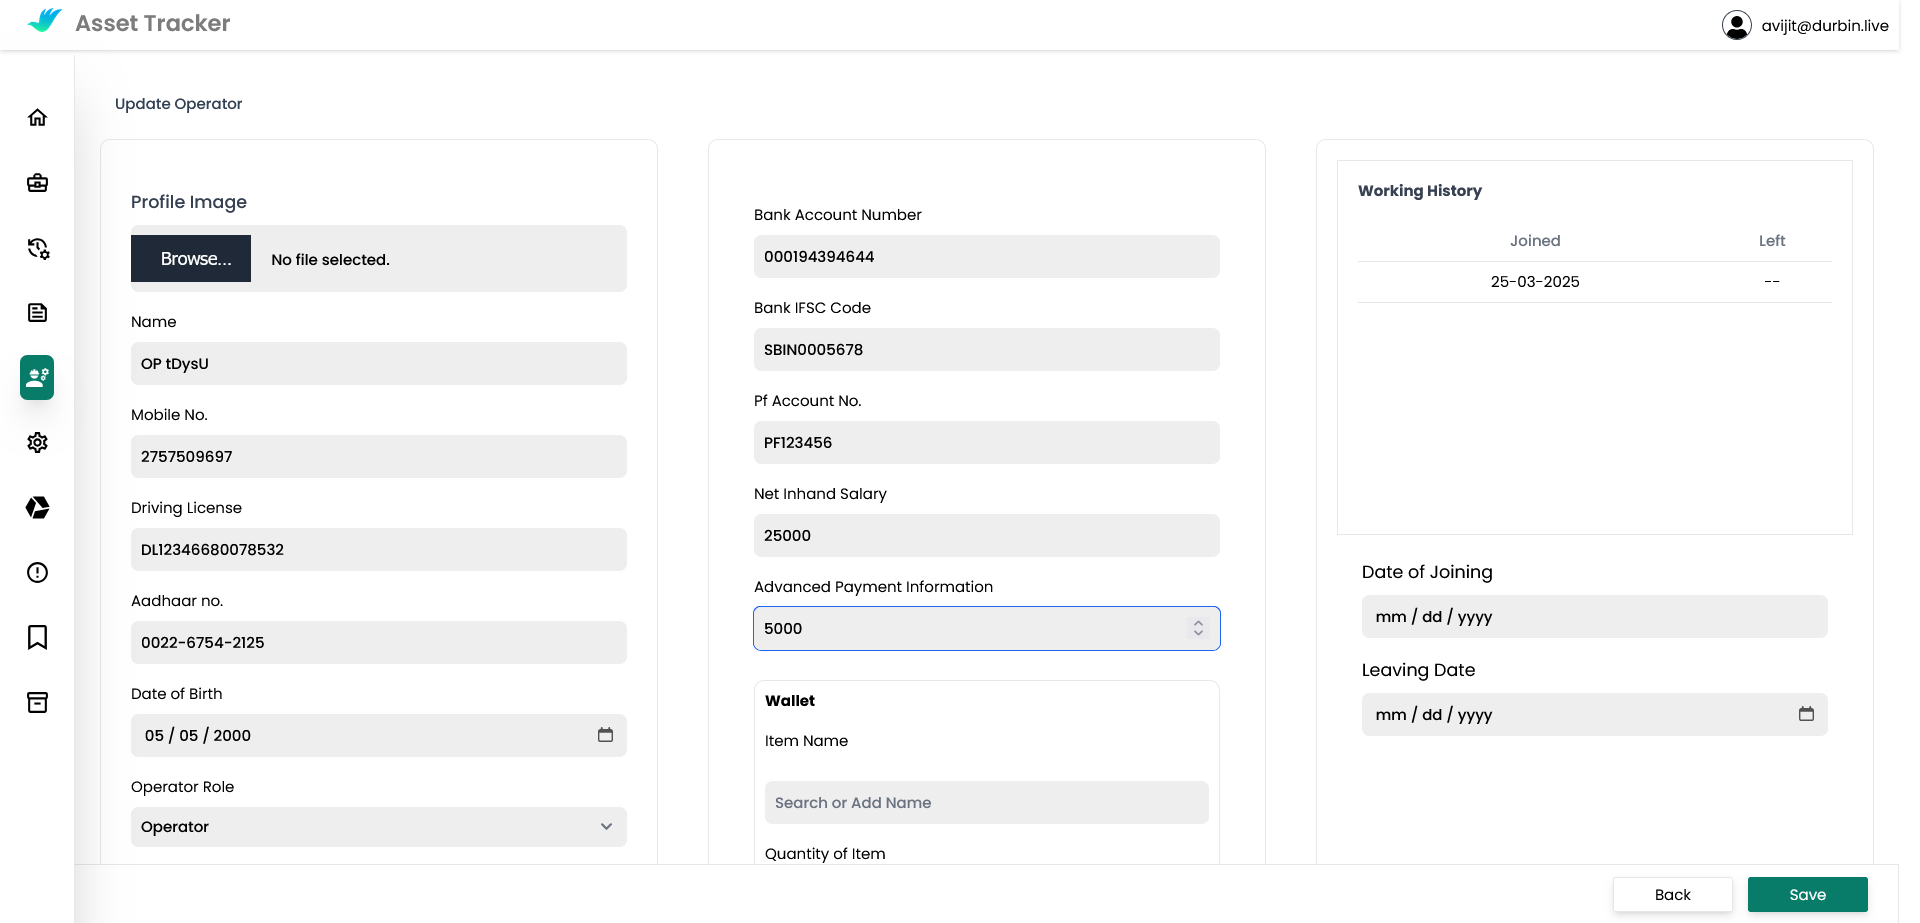 Asset Tracker
avijit@durbin.live
Update Operator
Profile Image
Browse...
No file selected.
Name
OP tDysU
Mobile No.
2757509697
Driving License
DL12346680078532
Aadhaar no.
0022-6754-2125
Date of Birth
05 / 05 / 2000
Operator Role
Operator
Bank Account Number
000194394644
Bank IFSC Code
SBIN0005678
Pf Account No.
PF123456
Net Inhand Salary
25000
Advanced Payment Information
5000
Wallet
Item Name
Search or Add Name
Quantity of Item
Working History
Joined Left
25-03-2025 --
Date of Joining
mm / dd / yyyy
Leaving Date
mm / dd / yyyy
Back
Save